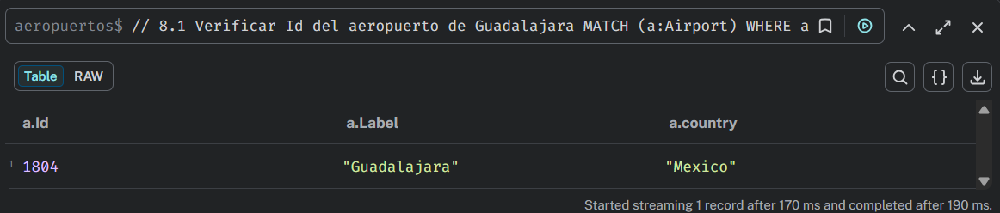 aeropuertos$ // 8.1 Verificar Id del aeropuerto de Guadalajara MATCH (a:Airport) WHERE a
Table RAW
a.Id a.Label a.country
1 1804 "Guadalajara" "Mexico"
Started streaming 1 record after 170 ms and completed after 190 ms.